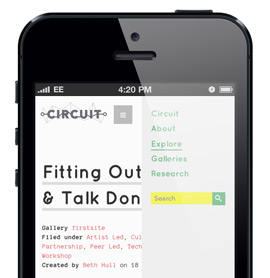 EE 4:20 PM
CIRCUIT
Circuit
About
Explore
Galleries
Research
Search
Fitting Out
& Talk Don
Gallery firstsite
Filed under Artist Led, Cul
Partnership, Peer Led, Tech
Workshop
Created by Beth Hull on 18